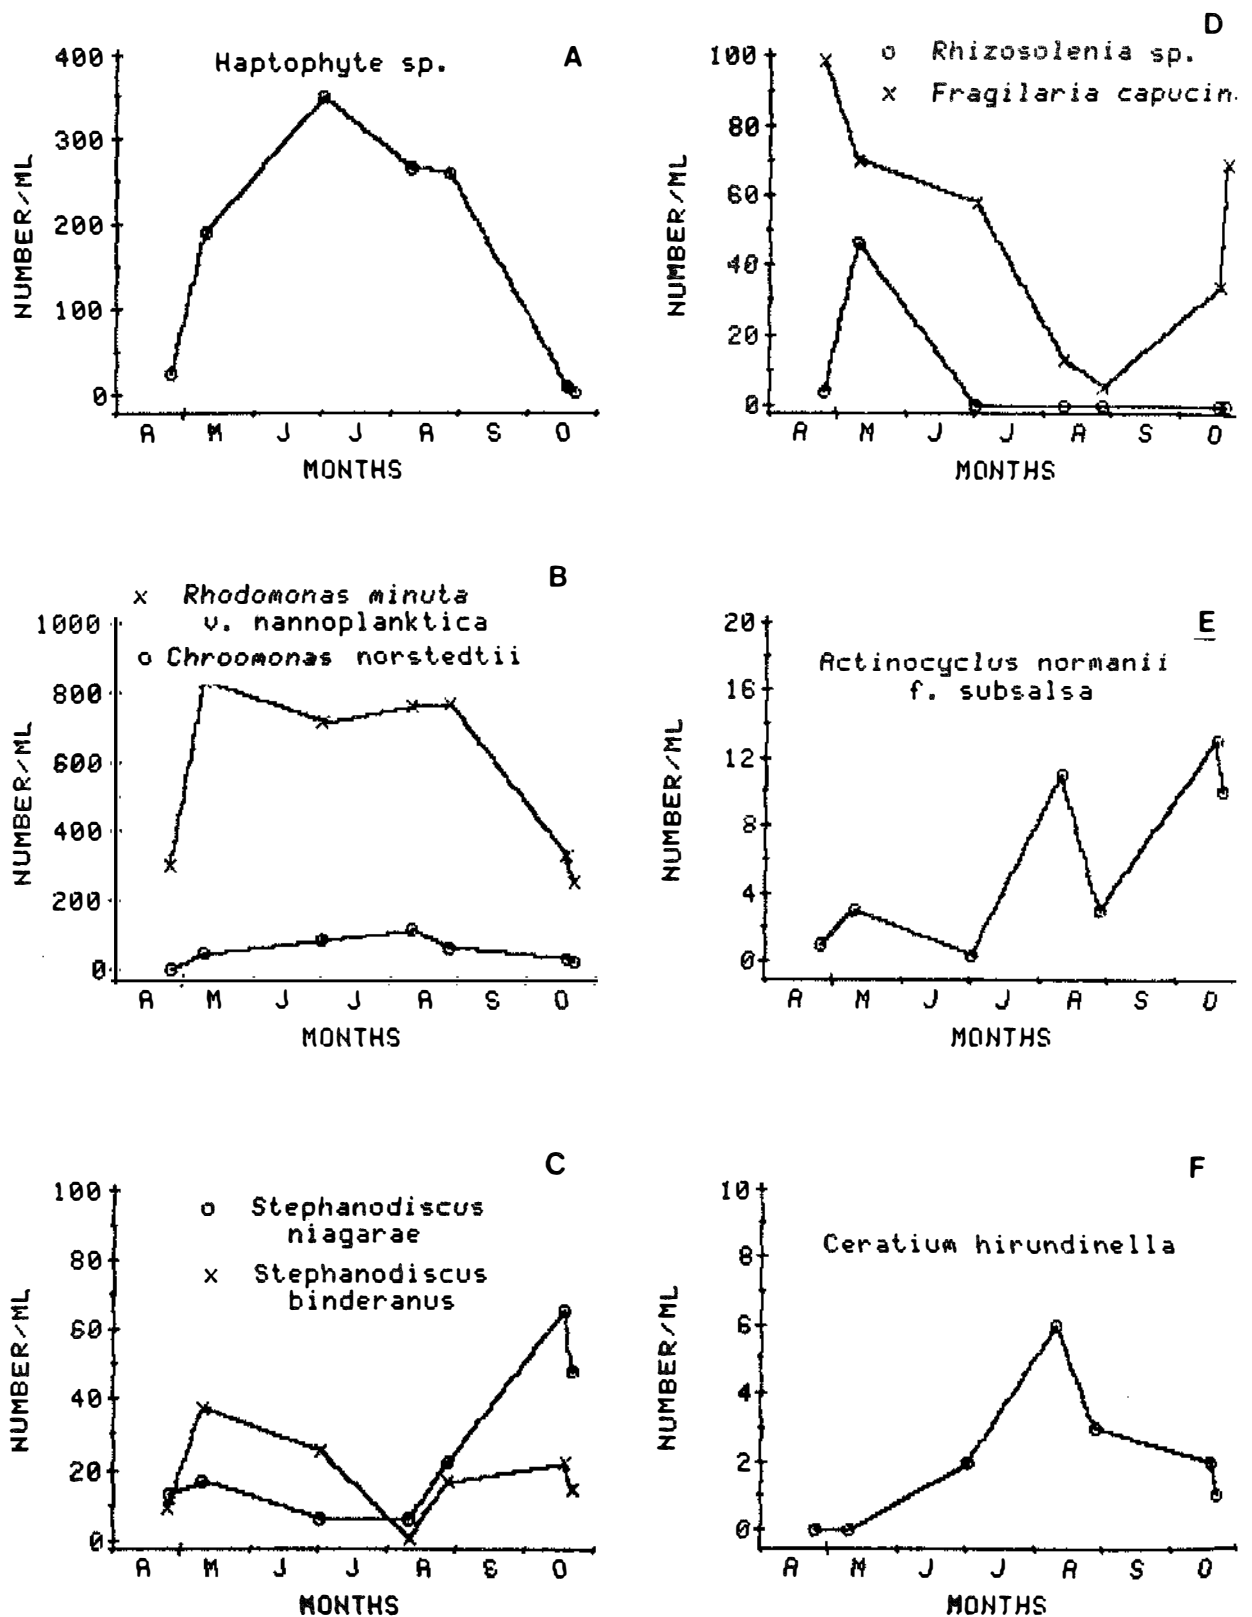 A
Haptophyte sp.
400
300
200
100
0
NUMBER/ML
A M J J A S O
MONTHS
D
o Rhizosolenia sp.
x Fragilaria capucin
100
80
60
40
20
0
NUMBER/ML
A M J J A S O
MONTHS
B
x Rhodomonas minuta
v. nannoplanktica
o Chroomonas norstedtii
1000
800
600
400
200
0
NUMBER/ML
A M J J A S O
MONTHS
E
Actinocyclus normanii
f. subsalsa
20
16
12
8
4
0
NUMBER/ML
A M J J A S O
MONTHS
C
o Stephanodiscus
niagarae
x Stephanodiscus
binderanus
100
80
60
40
20
0
NUMBER/ML
A M J J A S O
MONTHS
F
Ceratium hirundinella
10
8
6
4
2
0
NUMBER/ML
A M J J A S O
MONTHS